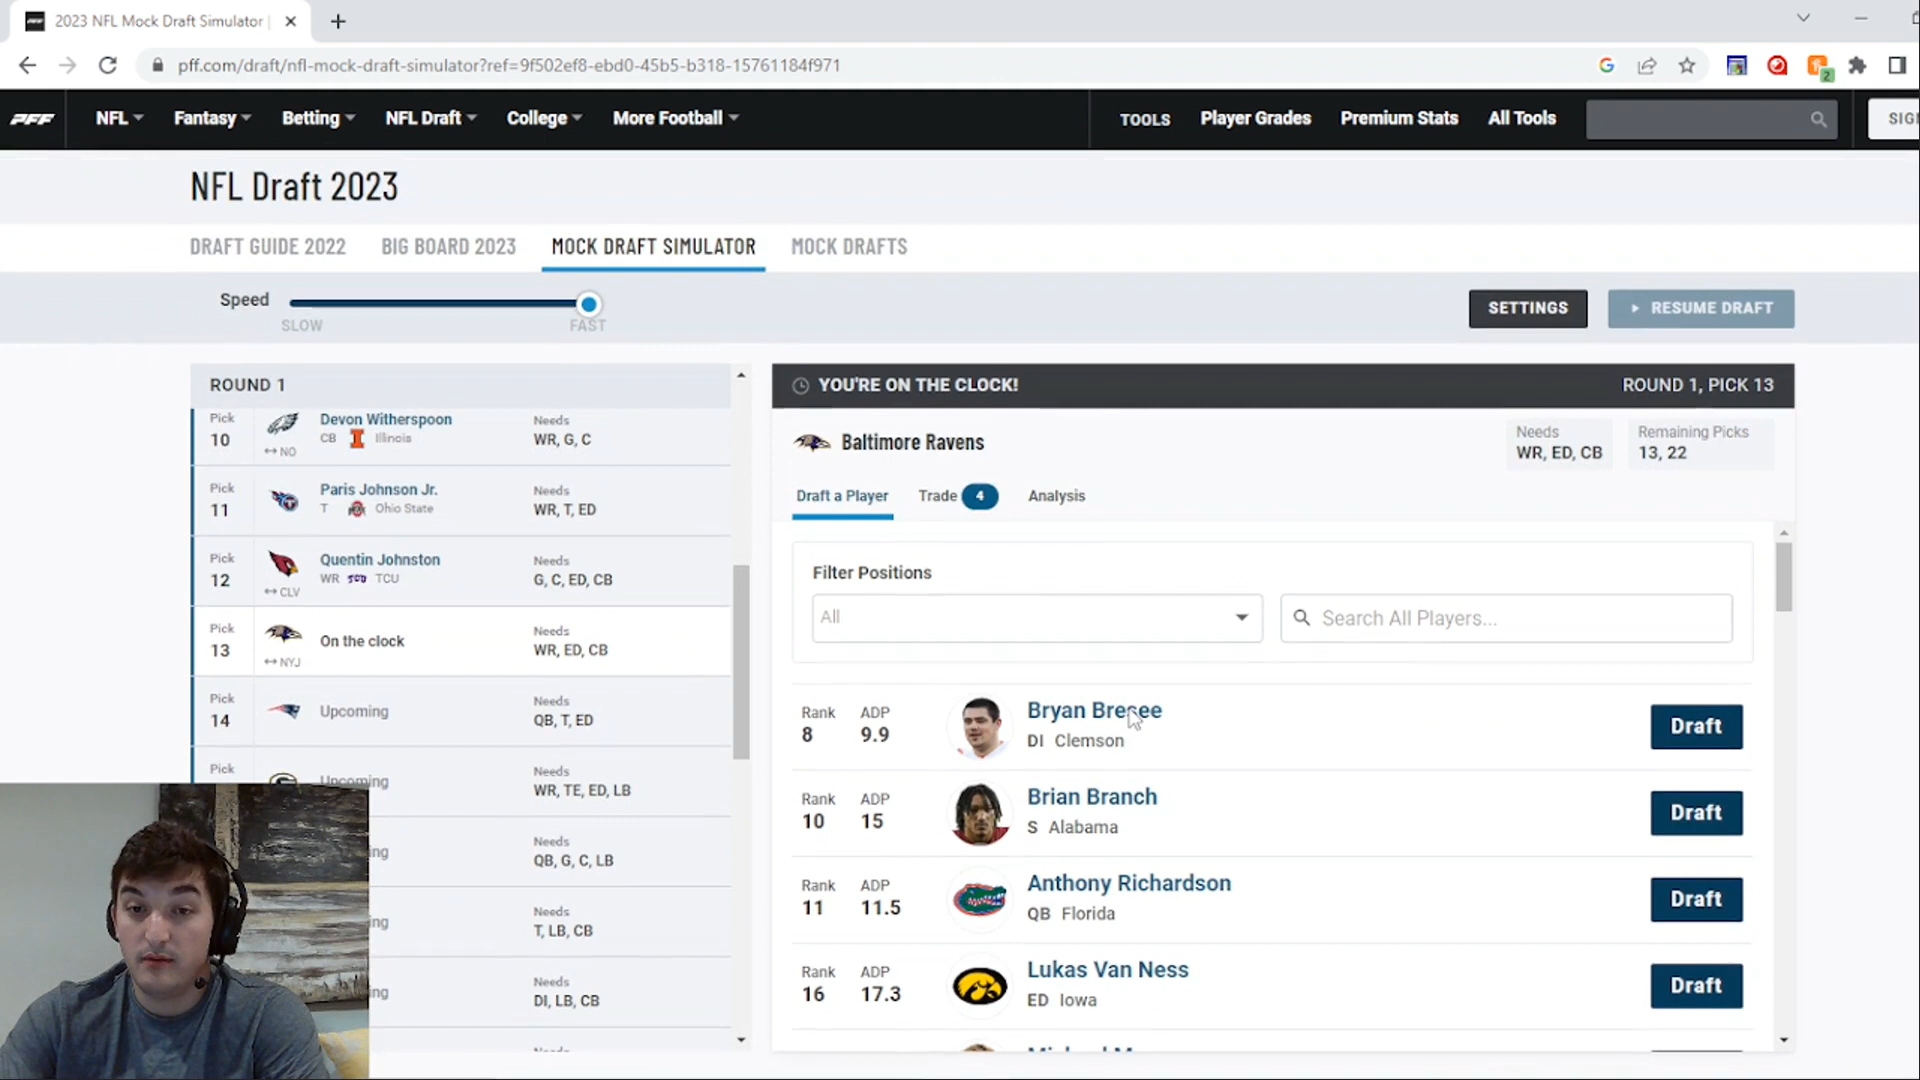 2023 NFL Mock Draft Simulator |
pff.com/draft/nfl-mock-draft-simulator?ref=9f502ef8-ebd0-45b5-b318-15761184f971
2
PFF
NFL
Fantasy
Betting
NFL Draft
College
More Football
TOOLS
Player Grades
Premium Stats
All Tools
SIG
NFL Draft 2023
DRAFT GUIDE 2022
BIG BOARD 2023
MOCK DRAFT SIMULATOR
MOCK DRAFTS
Speed
SLOW
FAST
SETTINGS
RESUME DRAFT
ROUND 1
Pick
10
NO
Devon Witherspoon
CB Illinois
Needs
WR, G, C
Pick
11
Paris Johnson Jr.
T Ohio State
Needs
WR, T, ED
Pick
12
CLV
Quentin Johnston
WR TCU
Needs
G, C, ED, CB
Pick
13
NYJ
On the clock
Needs
WR, ED, CB
Pick
14
Upcoming
Needs
QB, T, ED
Pick
Upcoming
Needs
WR, TE, ED, LB
ng
QB, G, C, LB
ng
Needs
T, LB, CB
ng
Needs
DI, LB, CB
YOU'RE ON THE CLOCK!
ROUND 1, PICK 13
Baltimore Ravens
Needs
WR, ED, CB
Remaining Picks
13, 22
Draft a Player
Trade 4
Analysis
Filter Positions
All
Search All Players...
Rank
8
ADP
9.9
Bryan Bresee
DI Clemson
Draft
Rank
10
ADP
15
Brian Branch
S Alabama
Draft
Rank
11
ADP
11.5
Anthony Richardson
QB Florida
Draft
Rank
16
ADP
17.3
Lukas Van Ness
ED Iowa
Draft